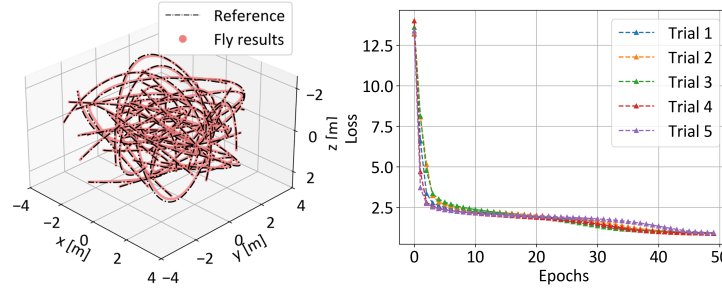 Reference
Fly results
−2
0
2
z [m]
−4
−2
0
2
4
x [m]
−4
−2
0
2
4
y [m]
12.5
10.0
7.5
5.0
2.5
Loss
0
10
20
30
40
50
Epochs
Trial 1
Trial 2
Trial 3
Trial 4
Trial 5